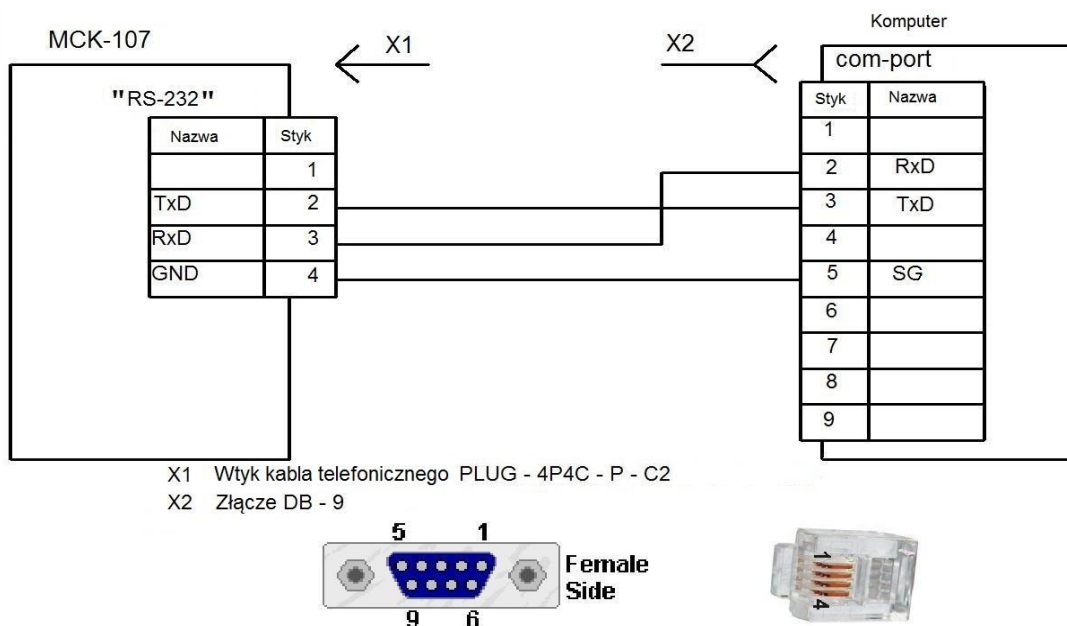 Komputer
MCK-107
X1
X2
com-port
"RS-232"
Nazwa Styk
1
TxD 2
RxD 3
GND 4
Styk Nazwa
1
2 RxD
3 TxD
4
5 SG
6
7
8
9
X1 Wtyk kabla telefonicznego PLUG - 4P4C - P - C2
X2 Złącze DB - 9
5 1
Female
Side
9 6
1
4